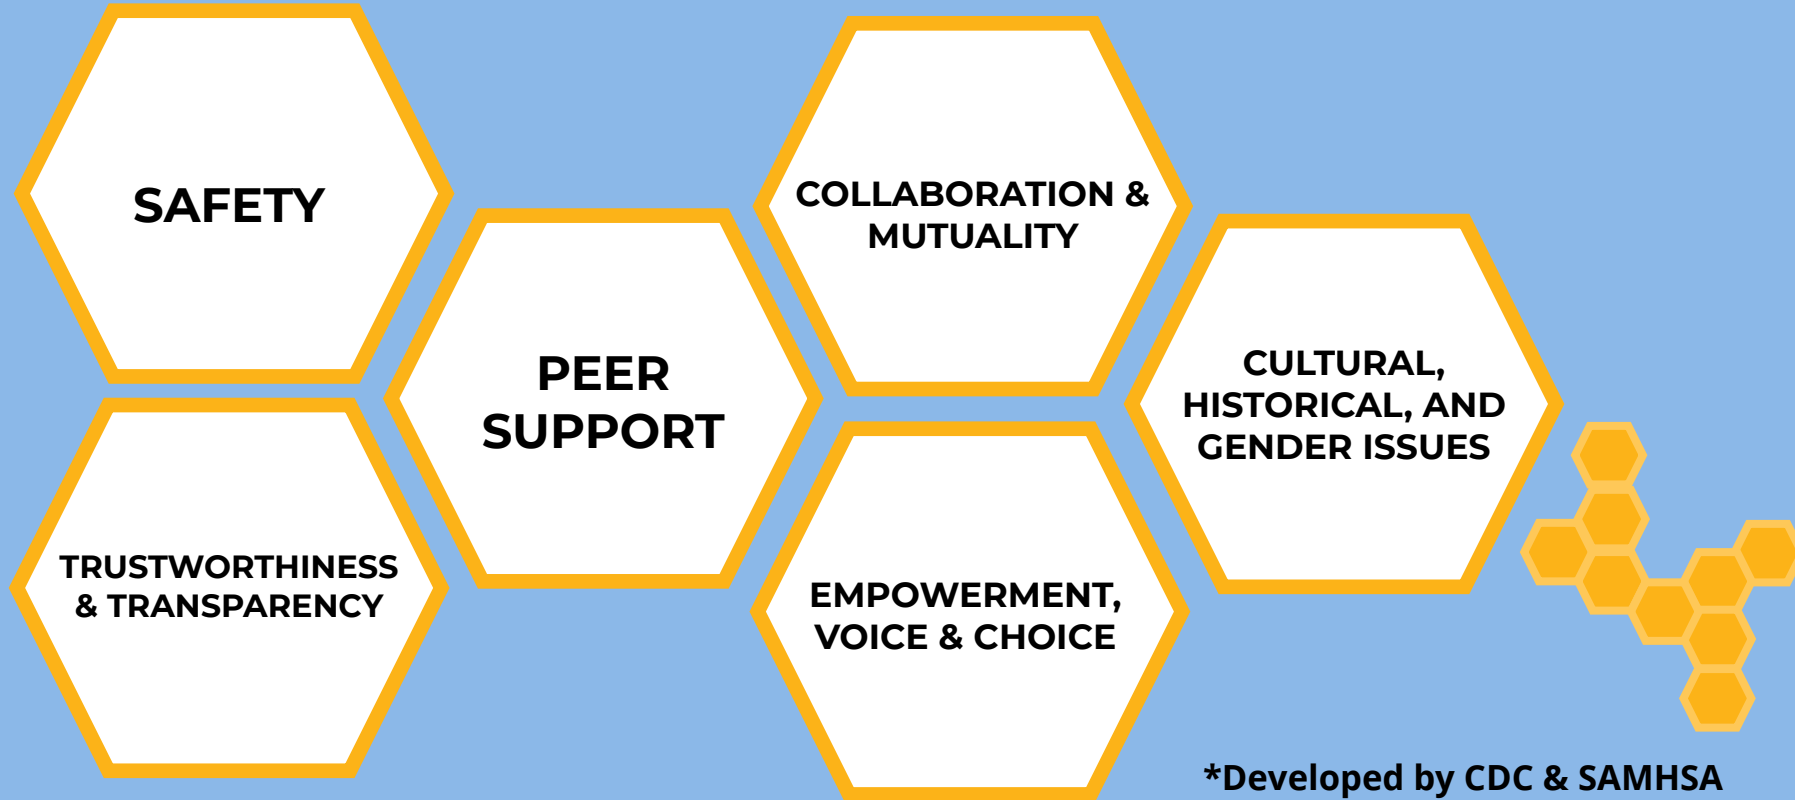 SAFETY
TRUSTWORTHINESS
& TRANSPARENCY
PEER
SUPPORT
COLLABORATION &
MUTUALITY
EMPOWERMENT,
VOICE & CHOICE
CULTURAL,
HISTORICAL, AND
GENDER ISSUES
*Developed by CDC & SAMHSA